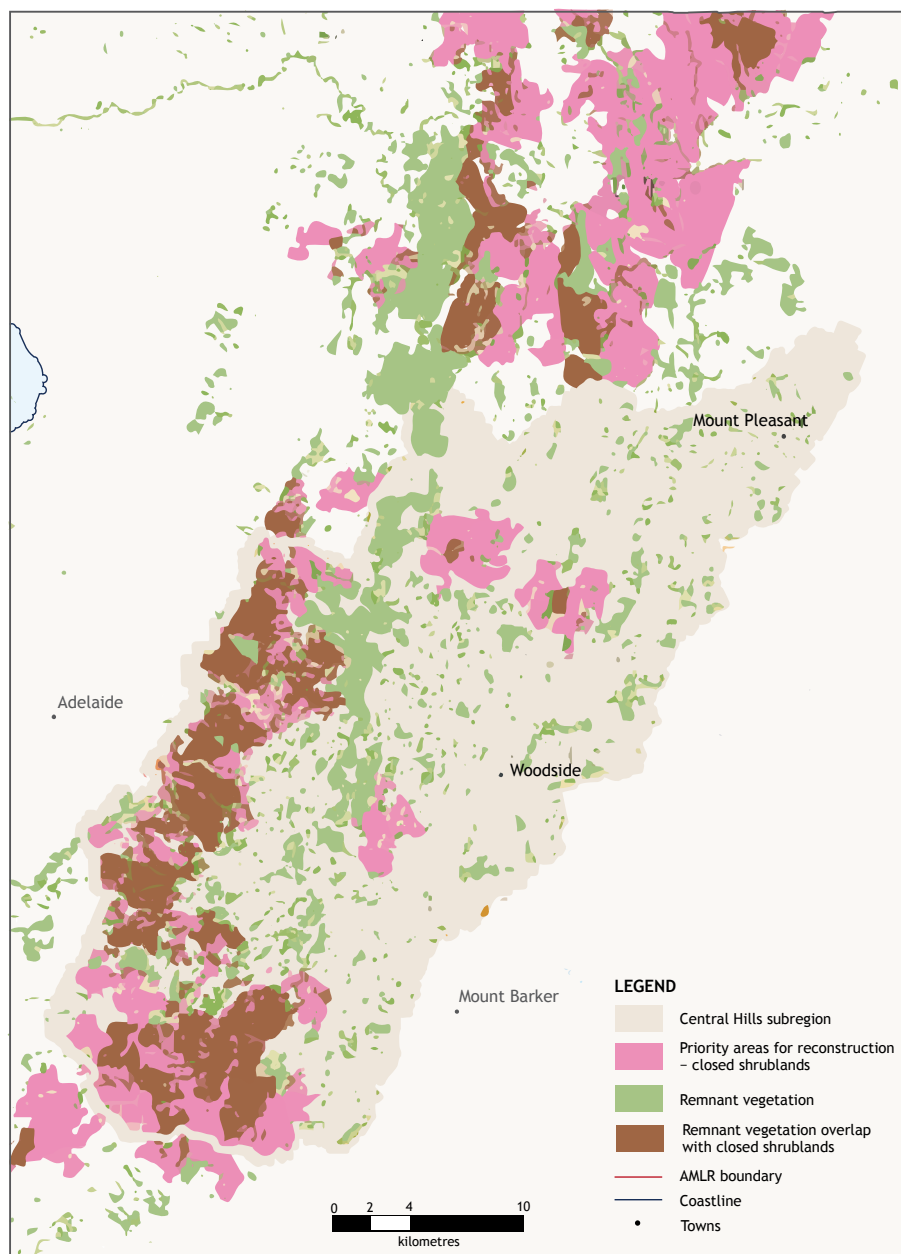 Mount Pleasant
Adelaide
Woodside
Mount Barker
LEGEND
Central Hills subregion
Priority areas for reconstruction
– closed shrublands
Remnant vegetation
Remnant vegetation overlap
with closed shrublands
AMLR boundary
Coastline
Towns
0 2 4 10
kilometres